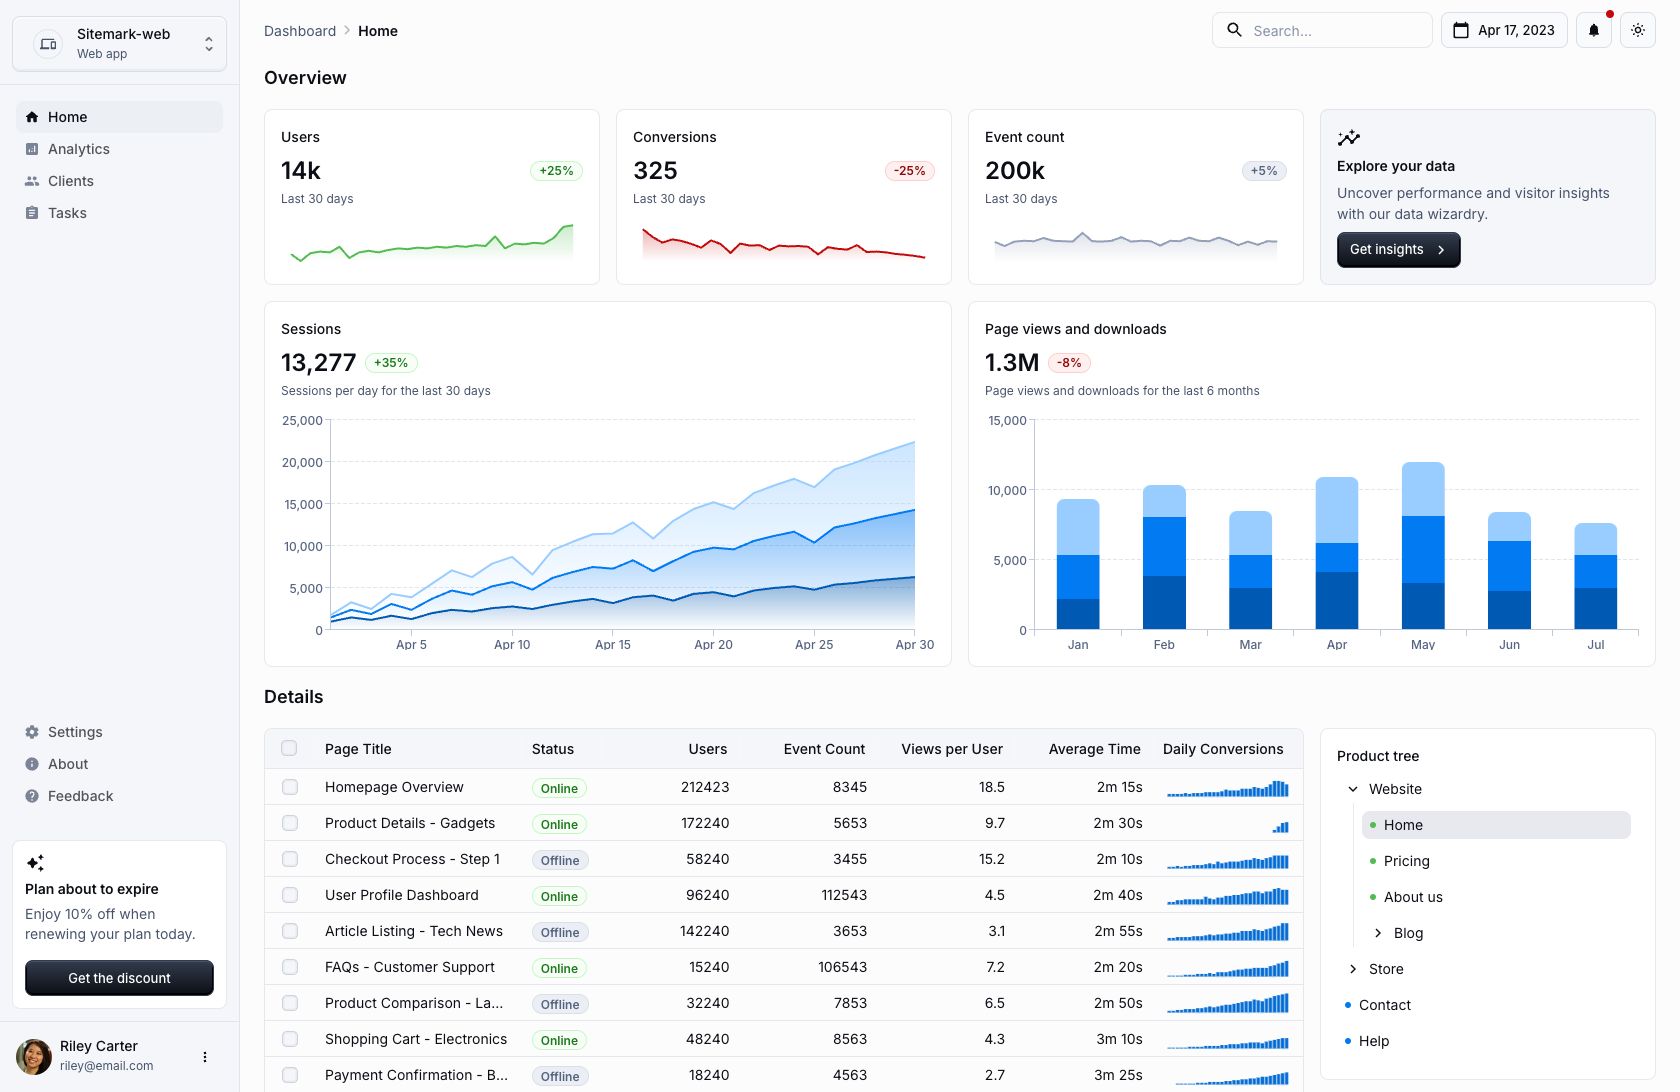 Sitemark-web
Web app
Home
Analytics
Clients
Tasks
Settings
About
Feedback
Plan about to expire
Enjoy 10% off when
renewing your plan today.
Get the discount
Riley Carter
riley@email.com
Dashboard Home
Search...
Apr 17, 2023
Overview
Users
14k +25%
Last 30 days
Conversions
325 -25%
Last 30 days
Event count
200k +5%
Last 30 days
Explore your data
Uncover performance and visitor insights
with our data wizardry.
Get insights
Sessions
13,277 +35%
Sessions per day for the last 30 days
25,000
20,000
15,000
10,000
5,000
0
Apr 5 Apr 10 Apr 15 Apr 20 Apr 25 Apr 30
Page views and downloads
1.3M -8%
Page views and downloads for the last 6 months
15,000
10,000
5,000
0
Jan Feb Mar Apr May Jun Jul
Details
Page Title Status Users Event Count Views per User Average Time Daily Conversions
Homepage Overview Online 212423 8345 18.5 2m 15s
Product Details - Gadgets Online 172240 5653 9.7 2m 30s
Checkout Process - Step 1 Offline 58240 3455 15.2 2m 10s
User Profile Dashboard Online 96240 112543 4.5 2m 40s
Article Listing - Tech News Offline 142240 3653 3.1 2m 55s
FAQs - Customer Support Online 15240 106543 7.2 2m 20s
Product Comparison - La... Offline 32240 7853 6.5 2m 50s
Shopping Cart - Electronics Online 48240 8563 4.3 3m 10s
Payment Confirmation - B... Offline 18240 4563 2.7 3m 25s
Product tree
Website
Home
Pricing
About us
Blog
Store
Contact
Help